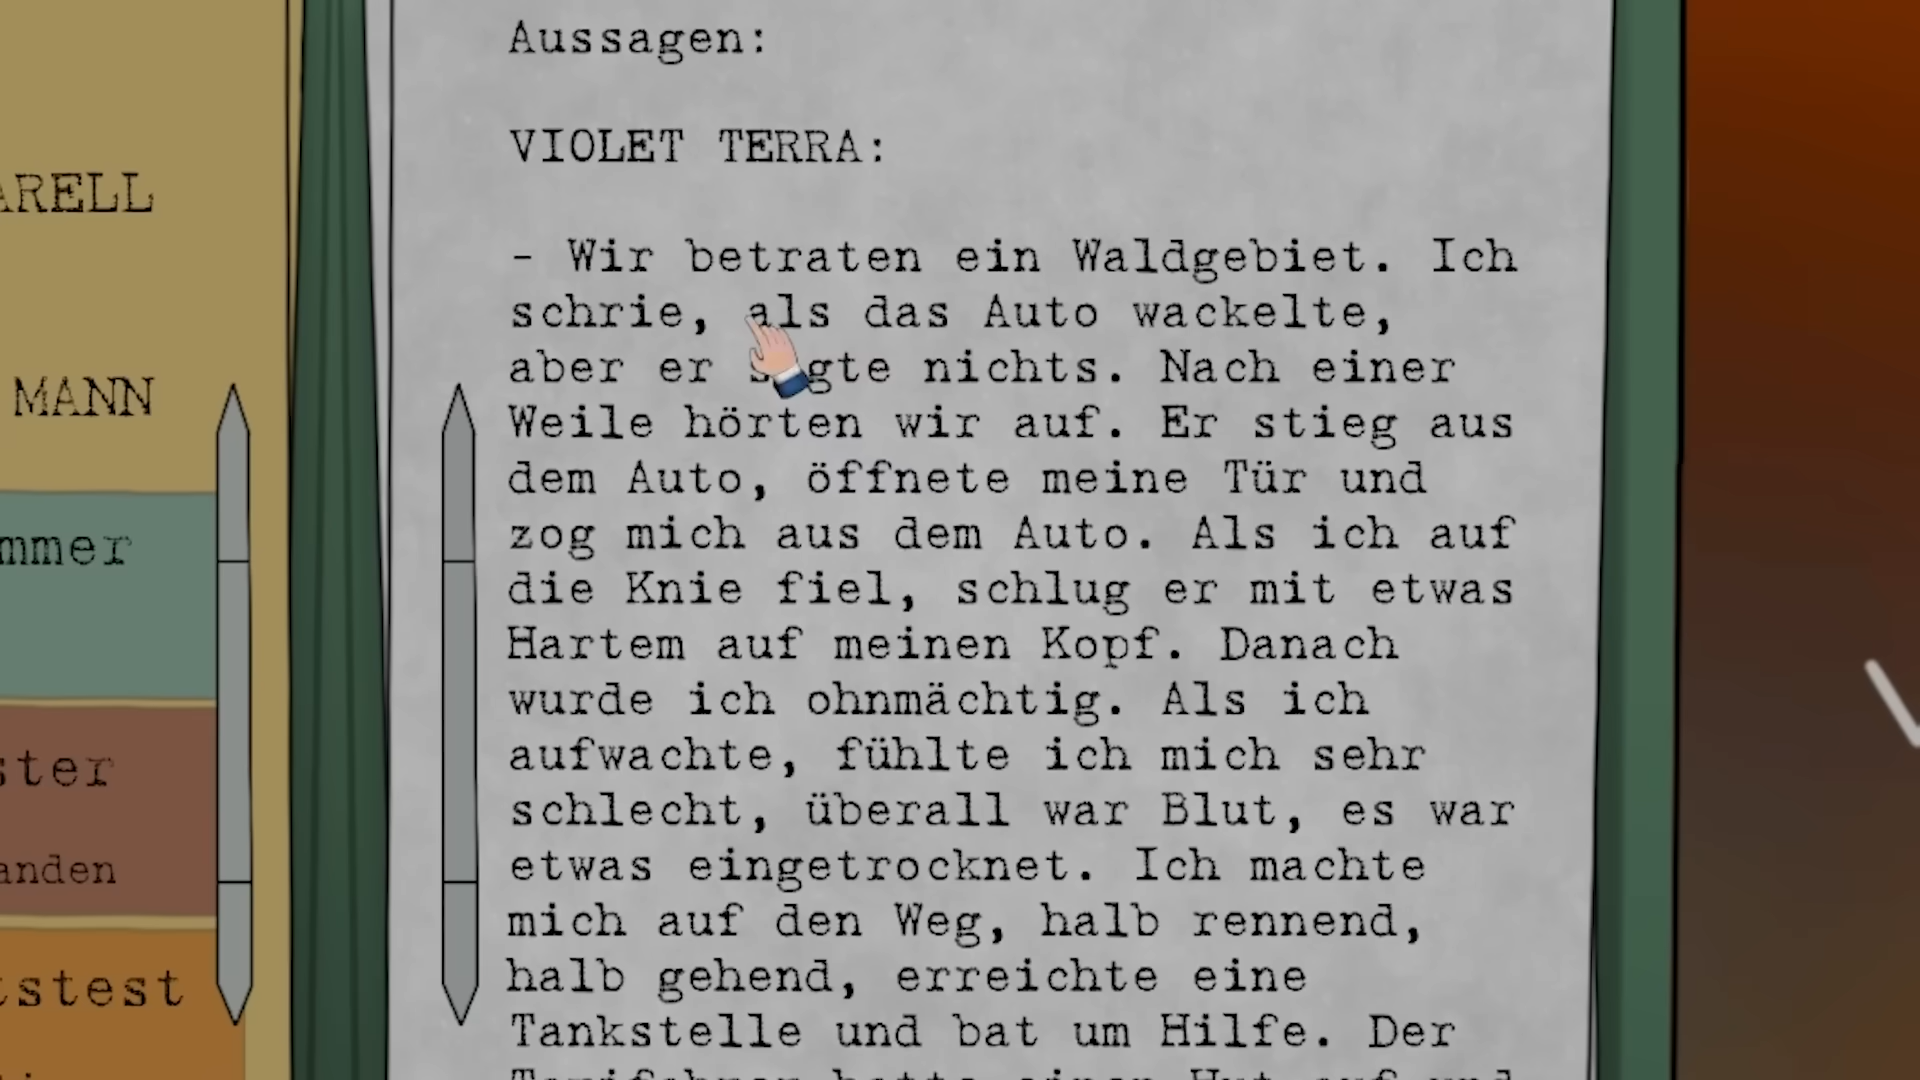 Aussagen:
VIOLET TERRA:
- Wir betraten ein Waldgebiet. Ich
schrie, als das Auto wackelte,
aber er sagte nichts. Nach einer
Weile hörten wir auf. Er stieg aus
dem Auto, öffnete meine Tür und
zog mich aus dem Auto. Als ich auf
die Knie fiel, schlug er mit etwas
Hartem auf meinen Kopf. Danach
wurde ich ohnmächtig. Als ich
aufwachte, fühlte ich mich sehr
schlecht, überall war Blut, es war
etwas eingetrocknet. Ich machte
mich auf den Weg, halb rennend,
halb gehend, erreichte eine
Tankstelle und bat um Hilfe. Der
ARELL
MANN
mmer
ster
anden
tstest